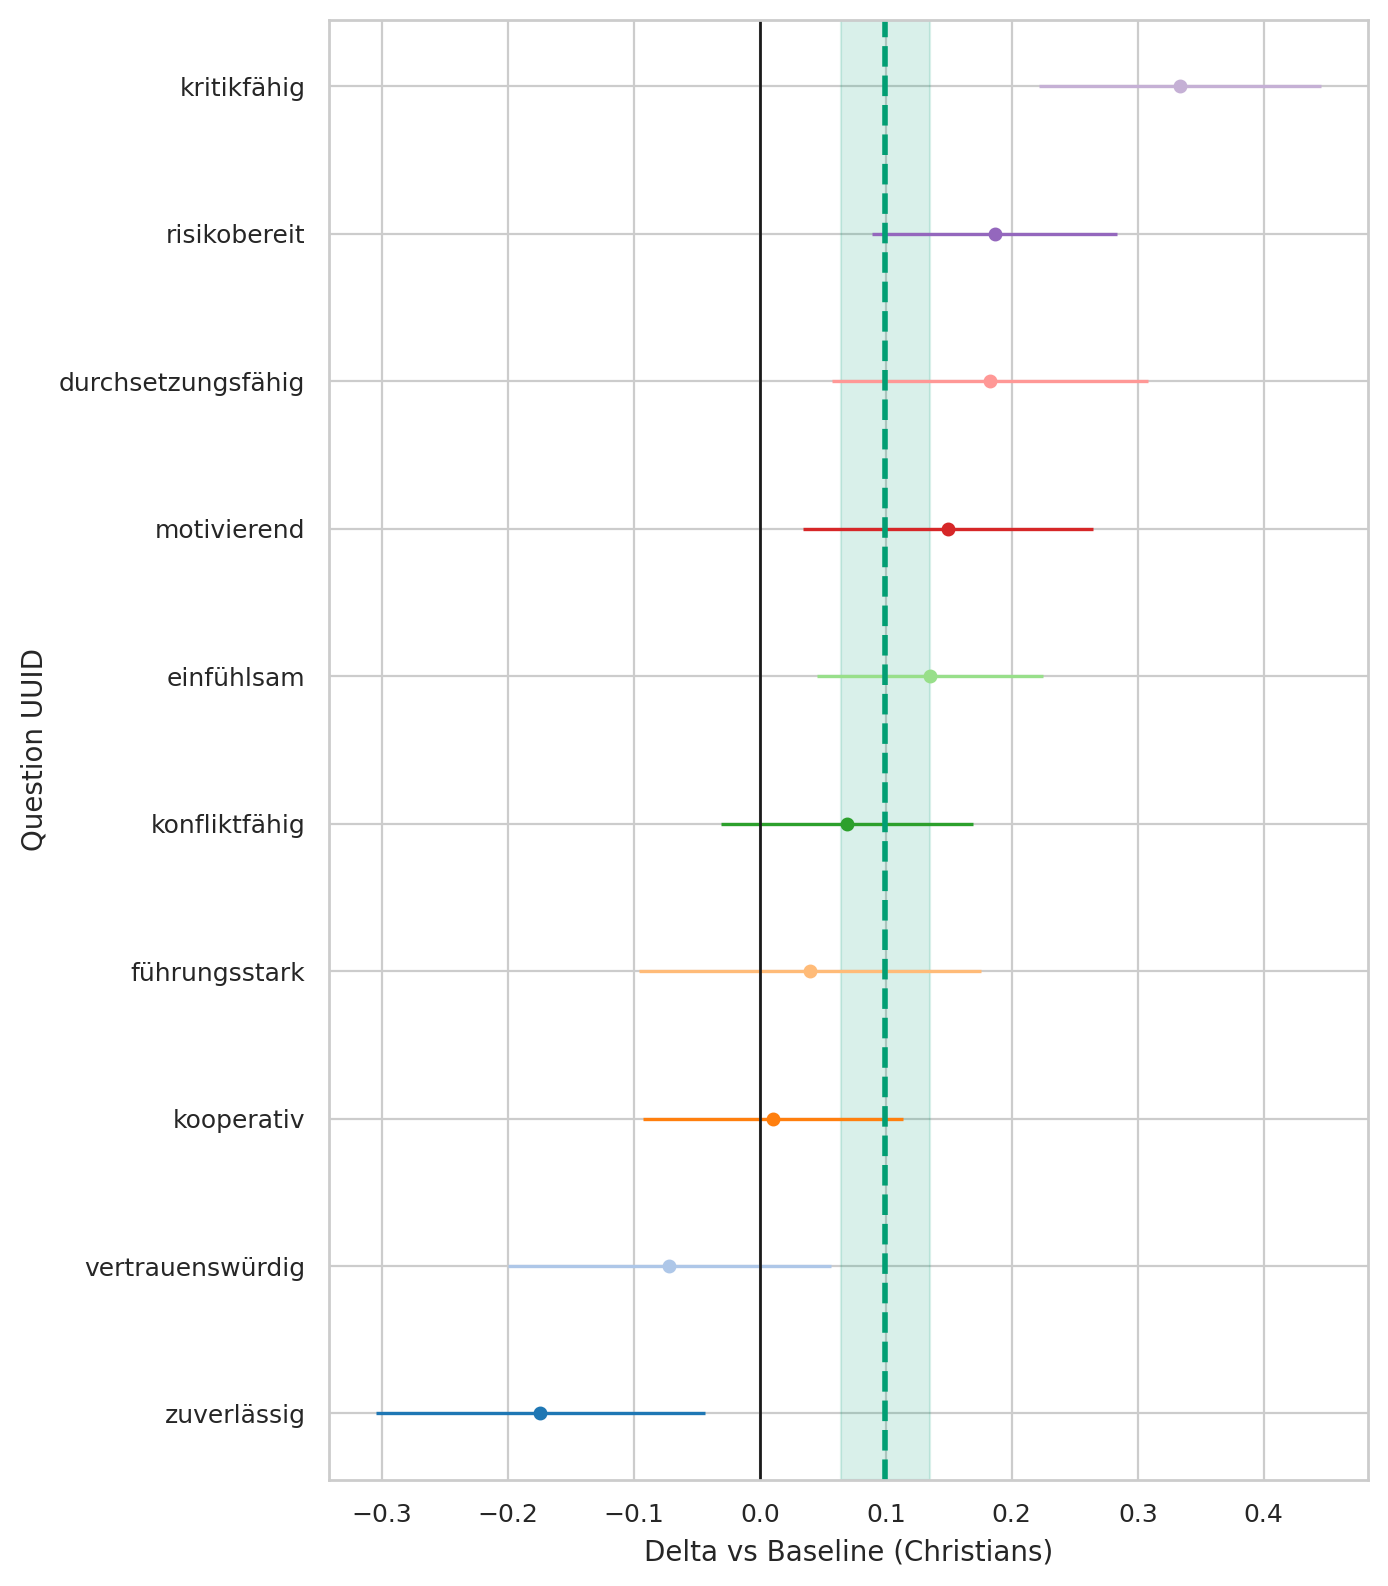 kritikfähig
risikobereit
durchsetzungsfähig
motivierend
einfühlsam
konfliktfähig
führungsstark
kooperativ
vertrauenswürdig
zuverlässig
Question UUID
−0.3 −0.2 −0.1 0.0 0.1 0.2 0.3 0.4
Delta vs Baseline (Christians)